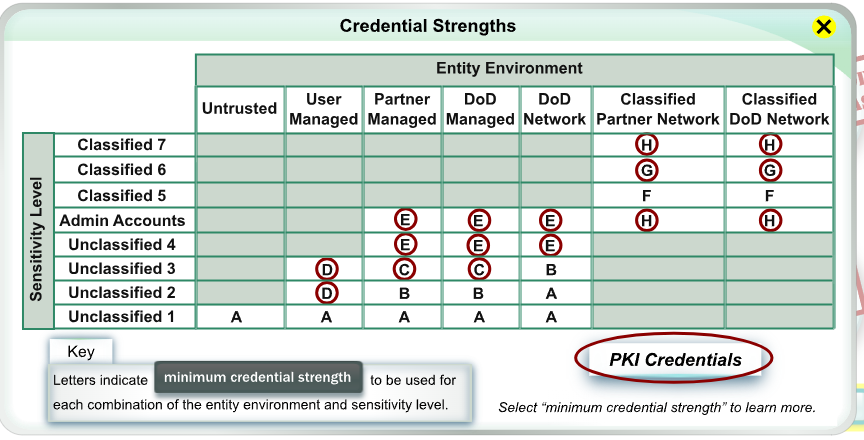 Credential Strengths
Entity Environment
Untrusted User Managed Partner Managed DoD Managed DoD Network Classified Partner Network Classified DoD Network
Sensitivity Level
Classified 7 H H
Classified 6 G G
Classified 5 F F
Admin Accounts E E E H H
Unclassified 4 E E E
Unclassified 3 D C C B
Unclassified 2 D B B A
Unclassified 1 A A A A A
Key
Letters indicate minimum credential strength to be used for
each combination of the entity environment and sensitivity level.
PKI Credentials
Select “minimum credential strength” to learn more.